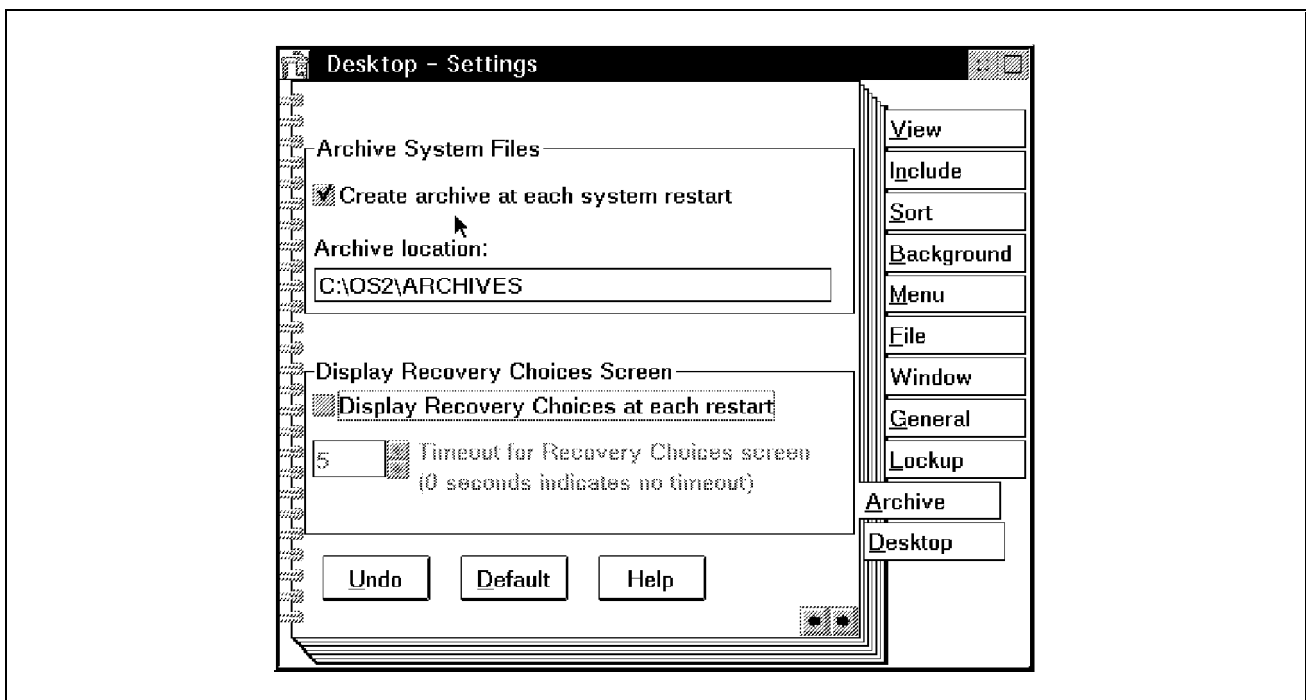 Desktop - Settings
Archive System Files
Create archive at each system restart
Archive location:
C:\OS2\ARCHIVES
Display Recovery Choices Screen
Display Recovery Choices at each restart
5
Timeout for Recovery Choices screen
(0 seconds indicates no timeout)
Undo
Default
Help
View
Include
Sort
Background
Menu
File
Window
General
Lockup
Archive
Desktop